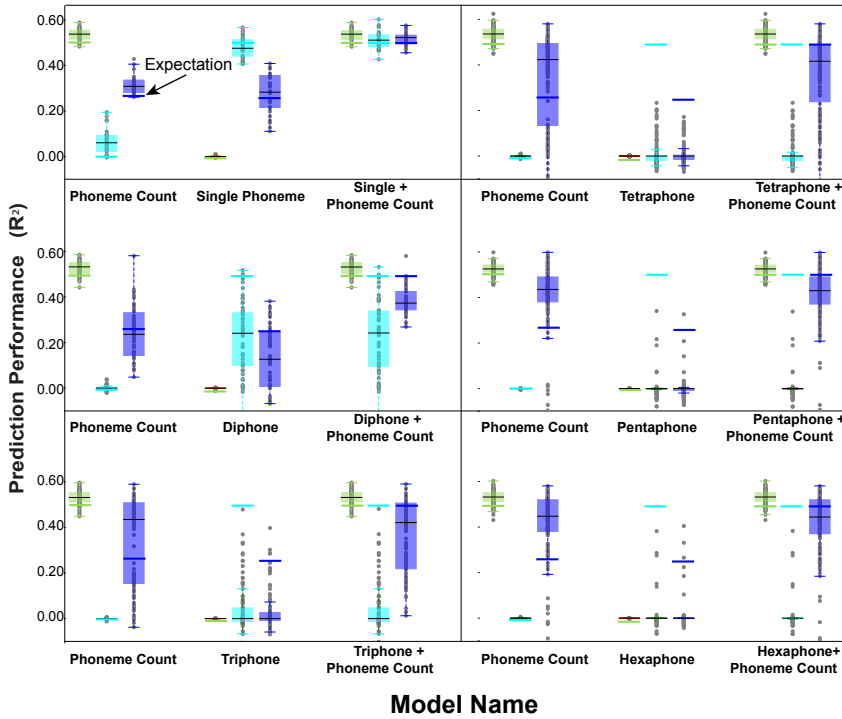 Prediction Performance (R²)
0.60
0.40
0.20
0.00
Expectation
Phoneme Count
Single Phoneme
Single +
Phoneme Count
Phoneme Count
Tetraphone
Tetraphone +
Phoneme Count
0.60
0.40
0.20
0.00
Phoneme Count
Diphone
Diphone +
Phoneme Count
Phoneme Count
Pentaphone
Pentaphone +
Phoneme Count
0.60
0.40
0.20
0.00
Phoneme Count
Triphone
Triphone +
Phoneme Count
Phoneme Count
Hexaphone
Hexaphone+
Phoneme Count
Model Name